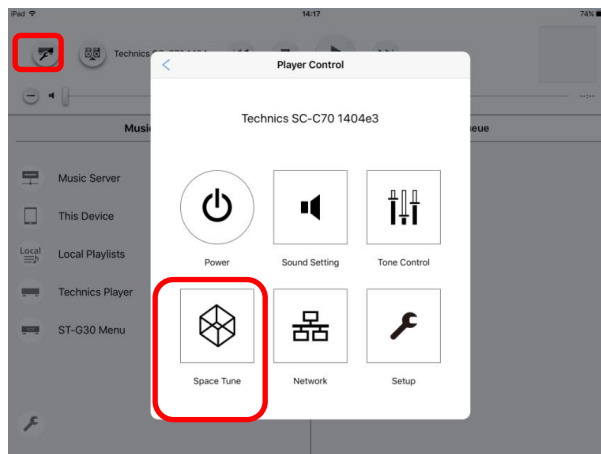 iPad 14:17 74%
Technics
Player Control
Technics SC-C70 1404e3
Musi
eue
--:--
Music Server
This Device
Local Local Playlists
Technics Player
ST-G30 Menu
Power Sound Setting Tone Control
Space Tune Network Setup